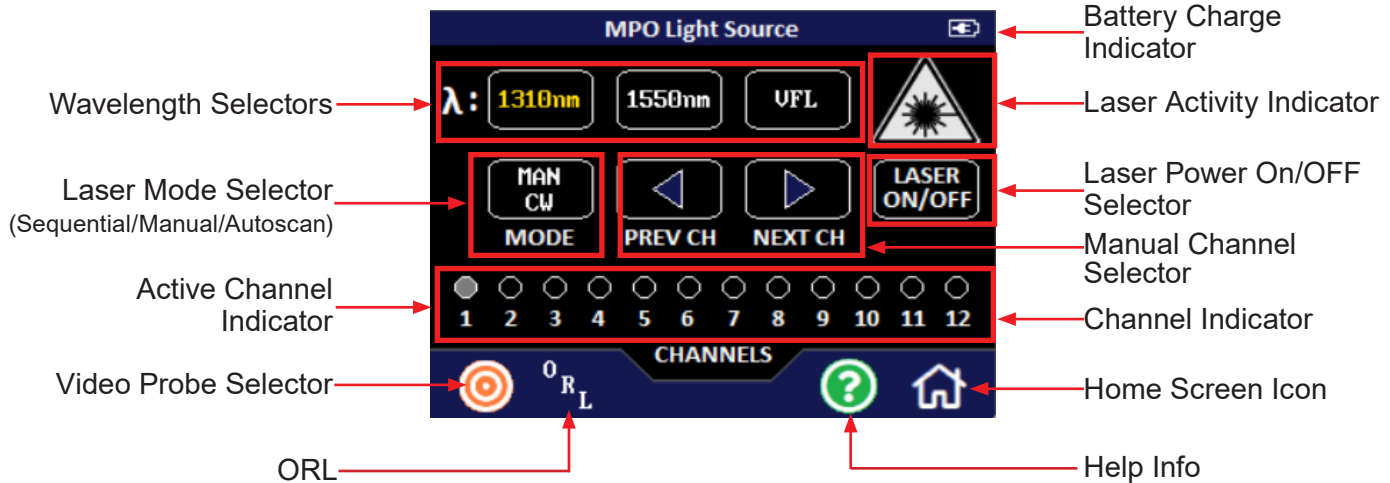 MPO Light Source
Battery Charge
Indicator
Wavelength Selectors
λ:
1310nm
1550nm
VFL
Laser Activity Indicator
Laser Mode Selector
(Sequential/Manual/Autoscan)
MAN
CW
MODE
PREV CH
NEXT CH
LASER
ON/OFF
Laser Power On/OFF
Selector
Manual Channel
Selector
Active Channel
Indicator
1 2 3 4 5 6 7 8 9 10 11 12
Channel Indicator
CHANNELS
Video Probe Selector
ORL
?
Home Screen Icon
ORL
Help Info